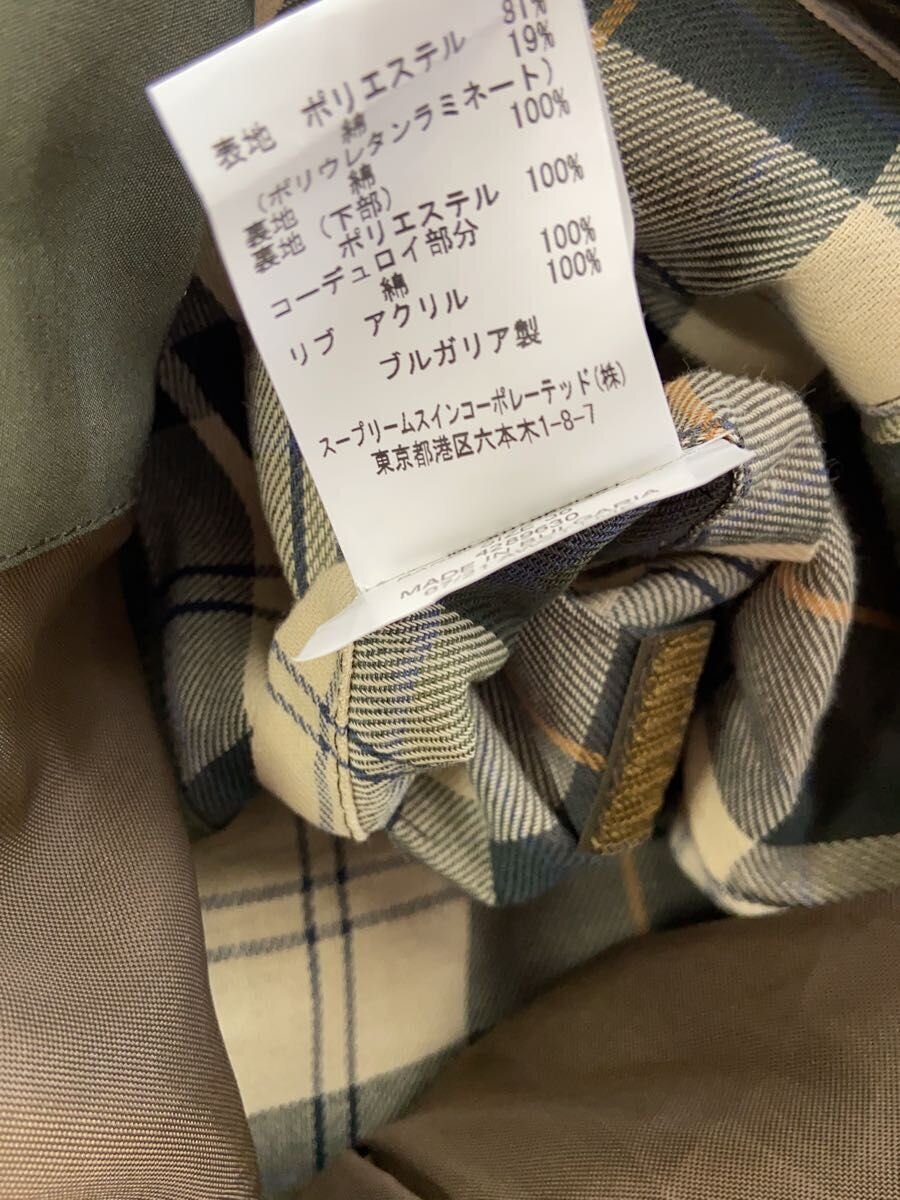 表地 ポリエステル 81%
綿 19%
(ポリウレタンラミネート)
裏地 綿 100%
裏地 (下部)
ポリエステル 100%
コーデュロイ部分
綿 100%
リブ アクリル 100%
ブルガリア製
スープリームスインコーポレーテッド(株)
東京都港区六本木1-8-7
4289630
MADE IN BULGARIA
07/21